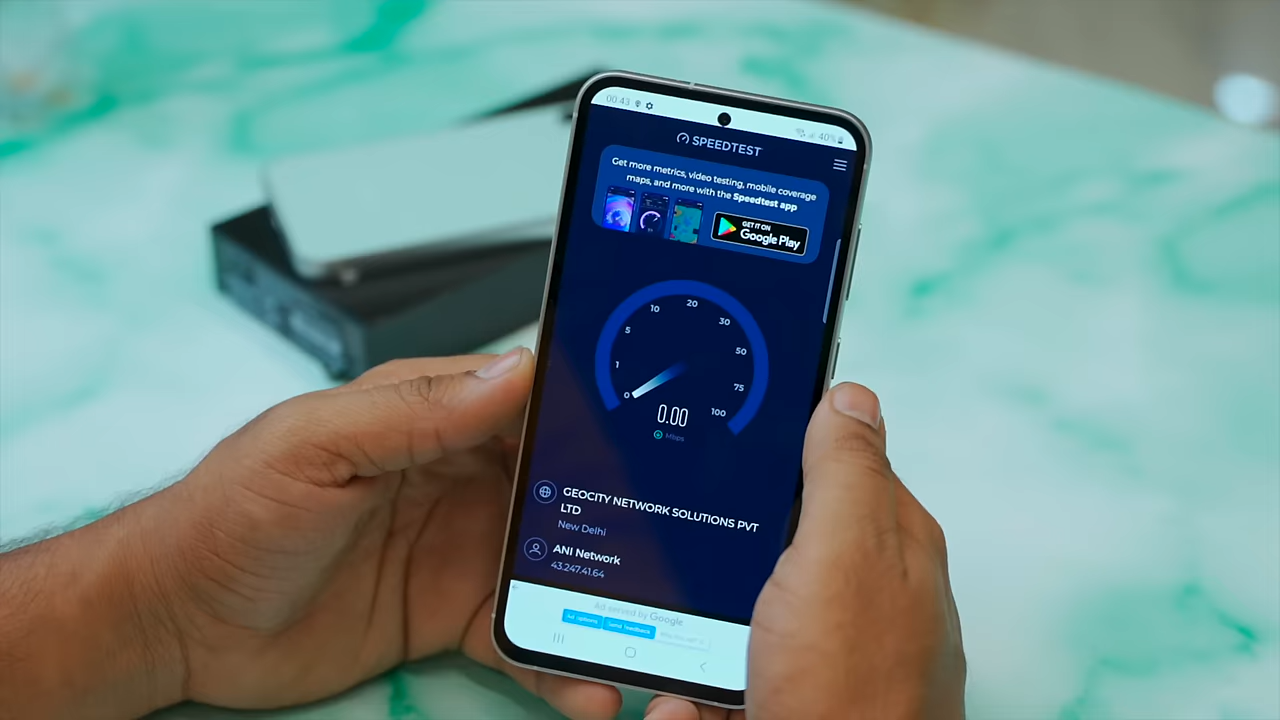 00:43
40%
SPEEDTEST
Get more metrics, video testing, mobile coverage
maps, and more with the Speedtest app
GET IT ON
Google Play
20
10
30
5
50
1
75
0
100
0.00
Mbps
GEOCITY NETWORK SOLUTIONS PVT
LTD
New Delhi
ANI Network
43.247.41.64
Ad served by Google
Ad options
Send feedback